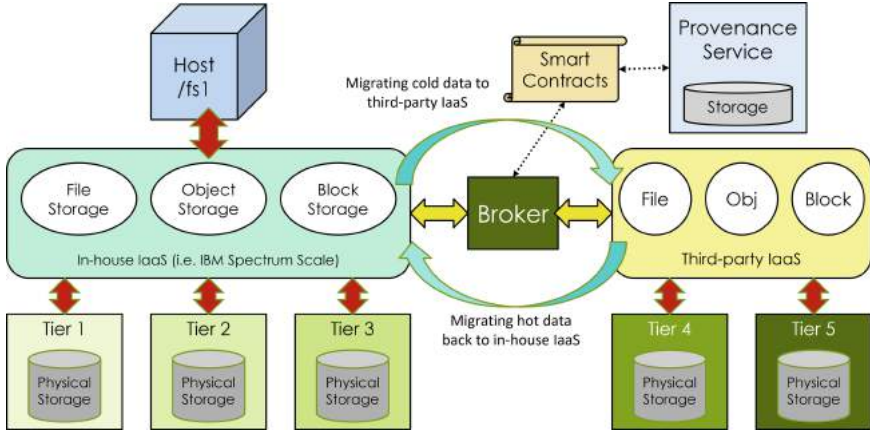 Host
/fs1
Migrating cold data to
third-party IaaS
Smart
Contracts
Provenance
Service
Storage
File
Storage
Object
Storage
Block
Storage
In-house IaaS (i.e. IBM Spectrum Scale)
Broker
File
Obj
Block
Third-party IaaS
Migrating hot data
back to in-house IaaS
Tier 1
Physical
Storage
Tier 2
Physical
Storage
Tier 3
Physical
Storage
Tier 4
Physical
Storage
Tier 5
Physical
Storage